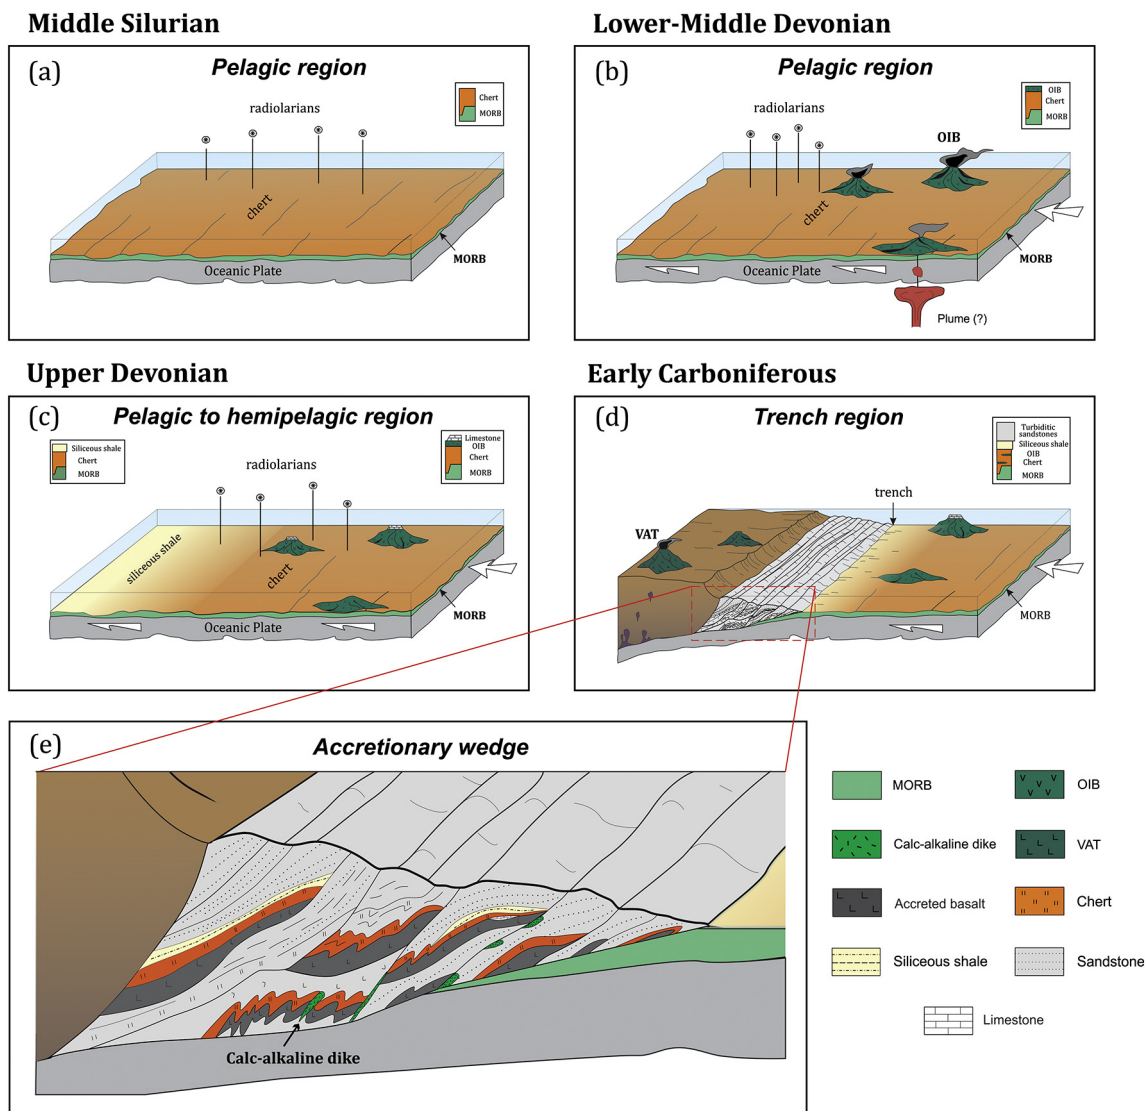 Middle Silurian
(a)
Pelagic region
Chert
MORB
radiolarians
chert
MORB
Oceanic Plate
Lower-Middle Devonian
(b)
Pelagic region
OIB
Chert
MORB
radiolarians
OIB
chert
MORB
Oceanic Plate
Plume (?)
Upper Devonian
(c)
Pelagic to hemipelagic region
Siliceous shale
Chert
MORB
Limestone
OIB
Chert
MORB
radiolarians
siliceous shale
chert
MORB
Oceanic Plate
Early Carboniferous
(d)
Trench region
Turbiditic
sandstones
Siliceous shale
OIB
Chert
MORB
trench
VAT
MORB
(e)
Accretionary wedge
Calc-alkaline dike
MORB
OIB
Calc-alkaline dike
VAT
Accreted basalt
Chert
Siliceous shale
Sandstone
Limestone